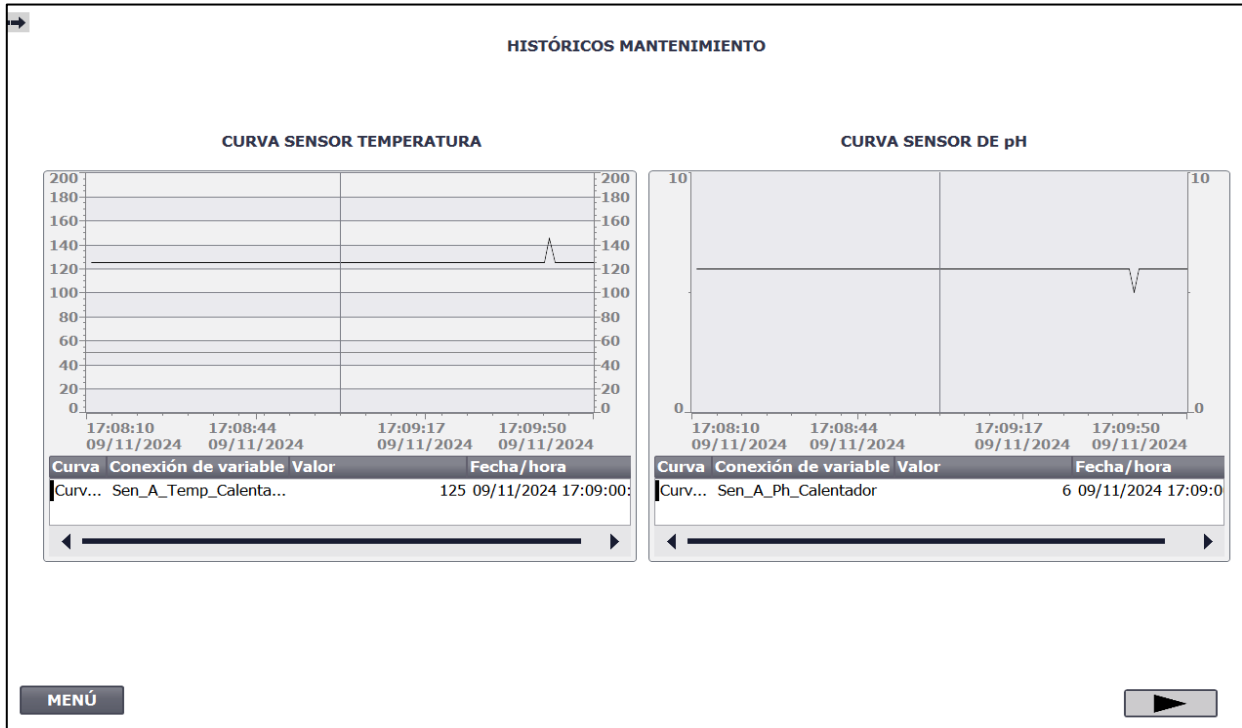 HISTÓRICOS MANTENIMIENTO
CURVA SENSOR TEMPERATURA
200 200
180 180
160 160
140 140
120 120
100 100
80 80
60 60
40 40
20 20
0 0
17:08:10 17:08:44 17:09:17 17:09:50
09/11/2024 09/11/2024 09/11/2024 09/11/2024
Curva Conexión de variable Valor Fecha/hora
Curv... Sen_A_Temp_Calenta... 125 09/11/2024 17:09:00:
CURVA SENSOR DE pH
10 10
0 0
17:08:10 17:08:44 17:09:17 17:09:50
09/11/2024 09/11/2024 09/11/2024 09/11/2024
Curva Conexión de variable Valor Fecha/hora
Curv... Sen_A_Ph_Calentador 6 09/11/2024 17:09:0
MENÚ